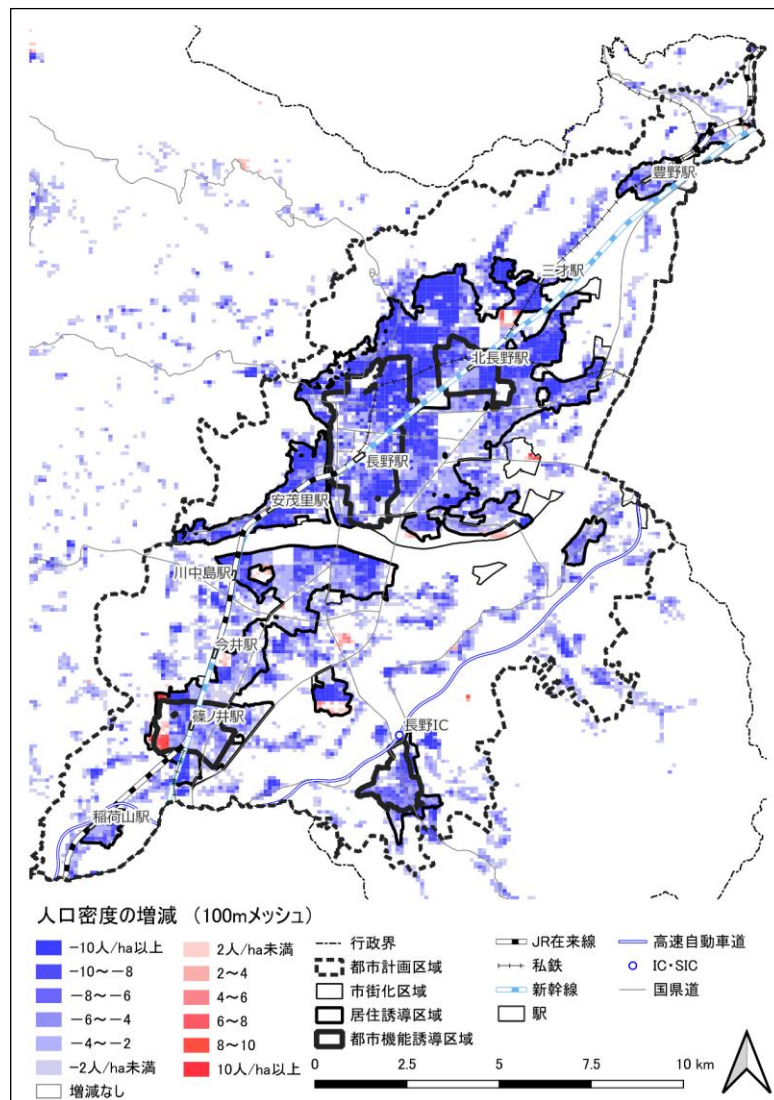 豊野駅
三才駅
北長野駅
長野駅
安茂里駅
川中島駅
今井駅
篠ノ井駅
長野IC
稲荷山駅
人口密度の増減 (100mメッシュ)
-10人/ha以上
-10～-8
-8～-6
-6～-4
-4～-2
-2人/ha未満
増減なし
2人/ha未満
2～4
4～6
6～8
8～10
10人/ha以上
行政界
都市計画区域
市街化区域
居住誘導区域
都市機能誘導区域
JR在来線
私鉄
新幹線
駅
高速自動車道
IC・SIC
国県道
0 2.5 5 7.5 10 km